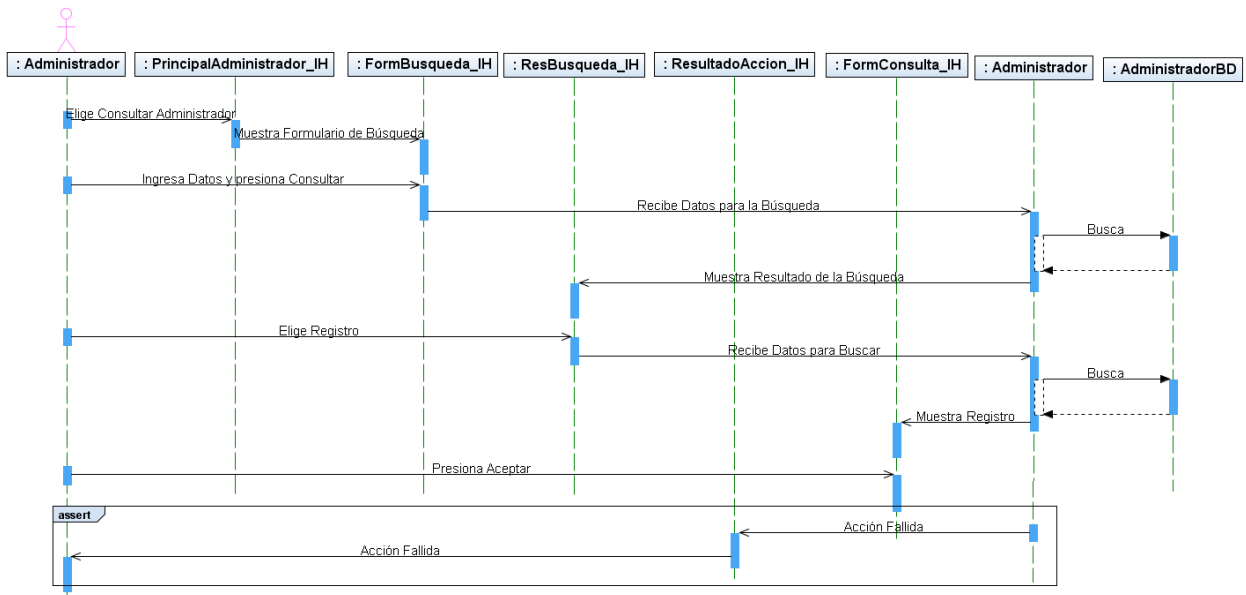 : Administrador
: PrincipalAdministrador_IH
: FormBusqueda_IH
: ResBusqueda_IH
: ResultadoAccion_IH
: FormConsulta_IH
: Administrador
: AdministradorBD
Elige Consultar Administrador
Muestra Formulario de Búsqueda
Ingresa Datos y presiona Consultar
Recibe Datos para la Búsqueda
Busca
Muestra Resultado de la Búsqueda
Elige Registro
Recibe Datos para Buscar
Busca
Muestra Registro
Presiona Aceptar
assert
Acción Fallida
Acción Fallida